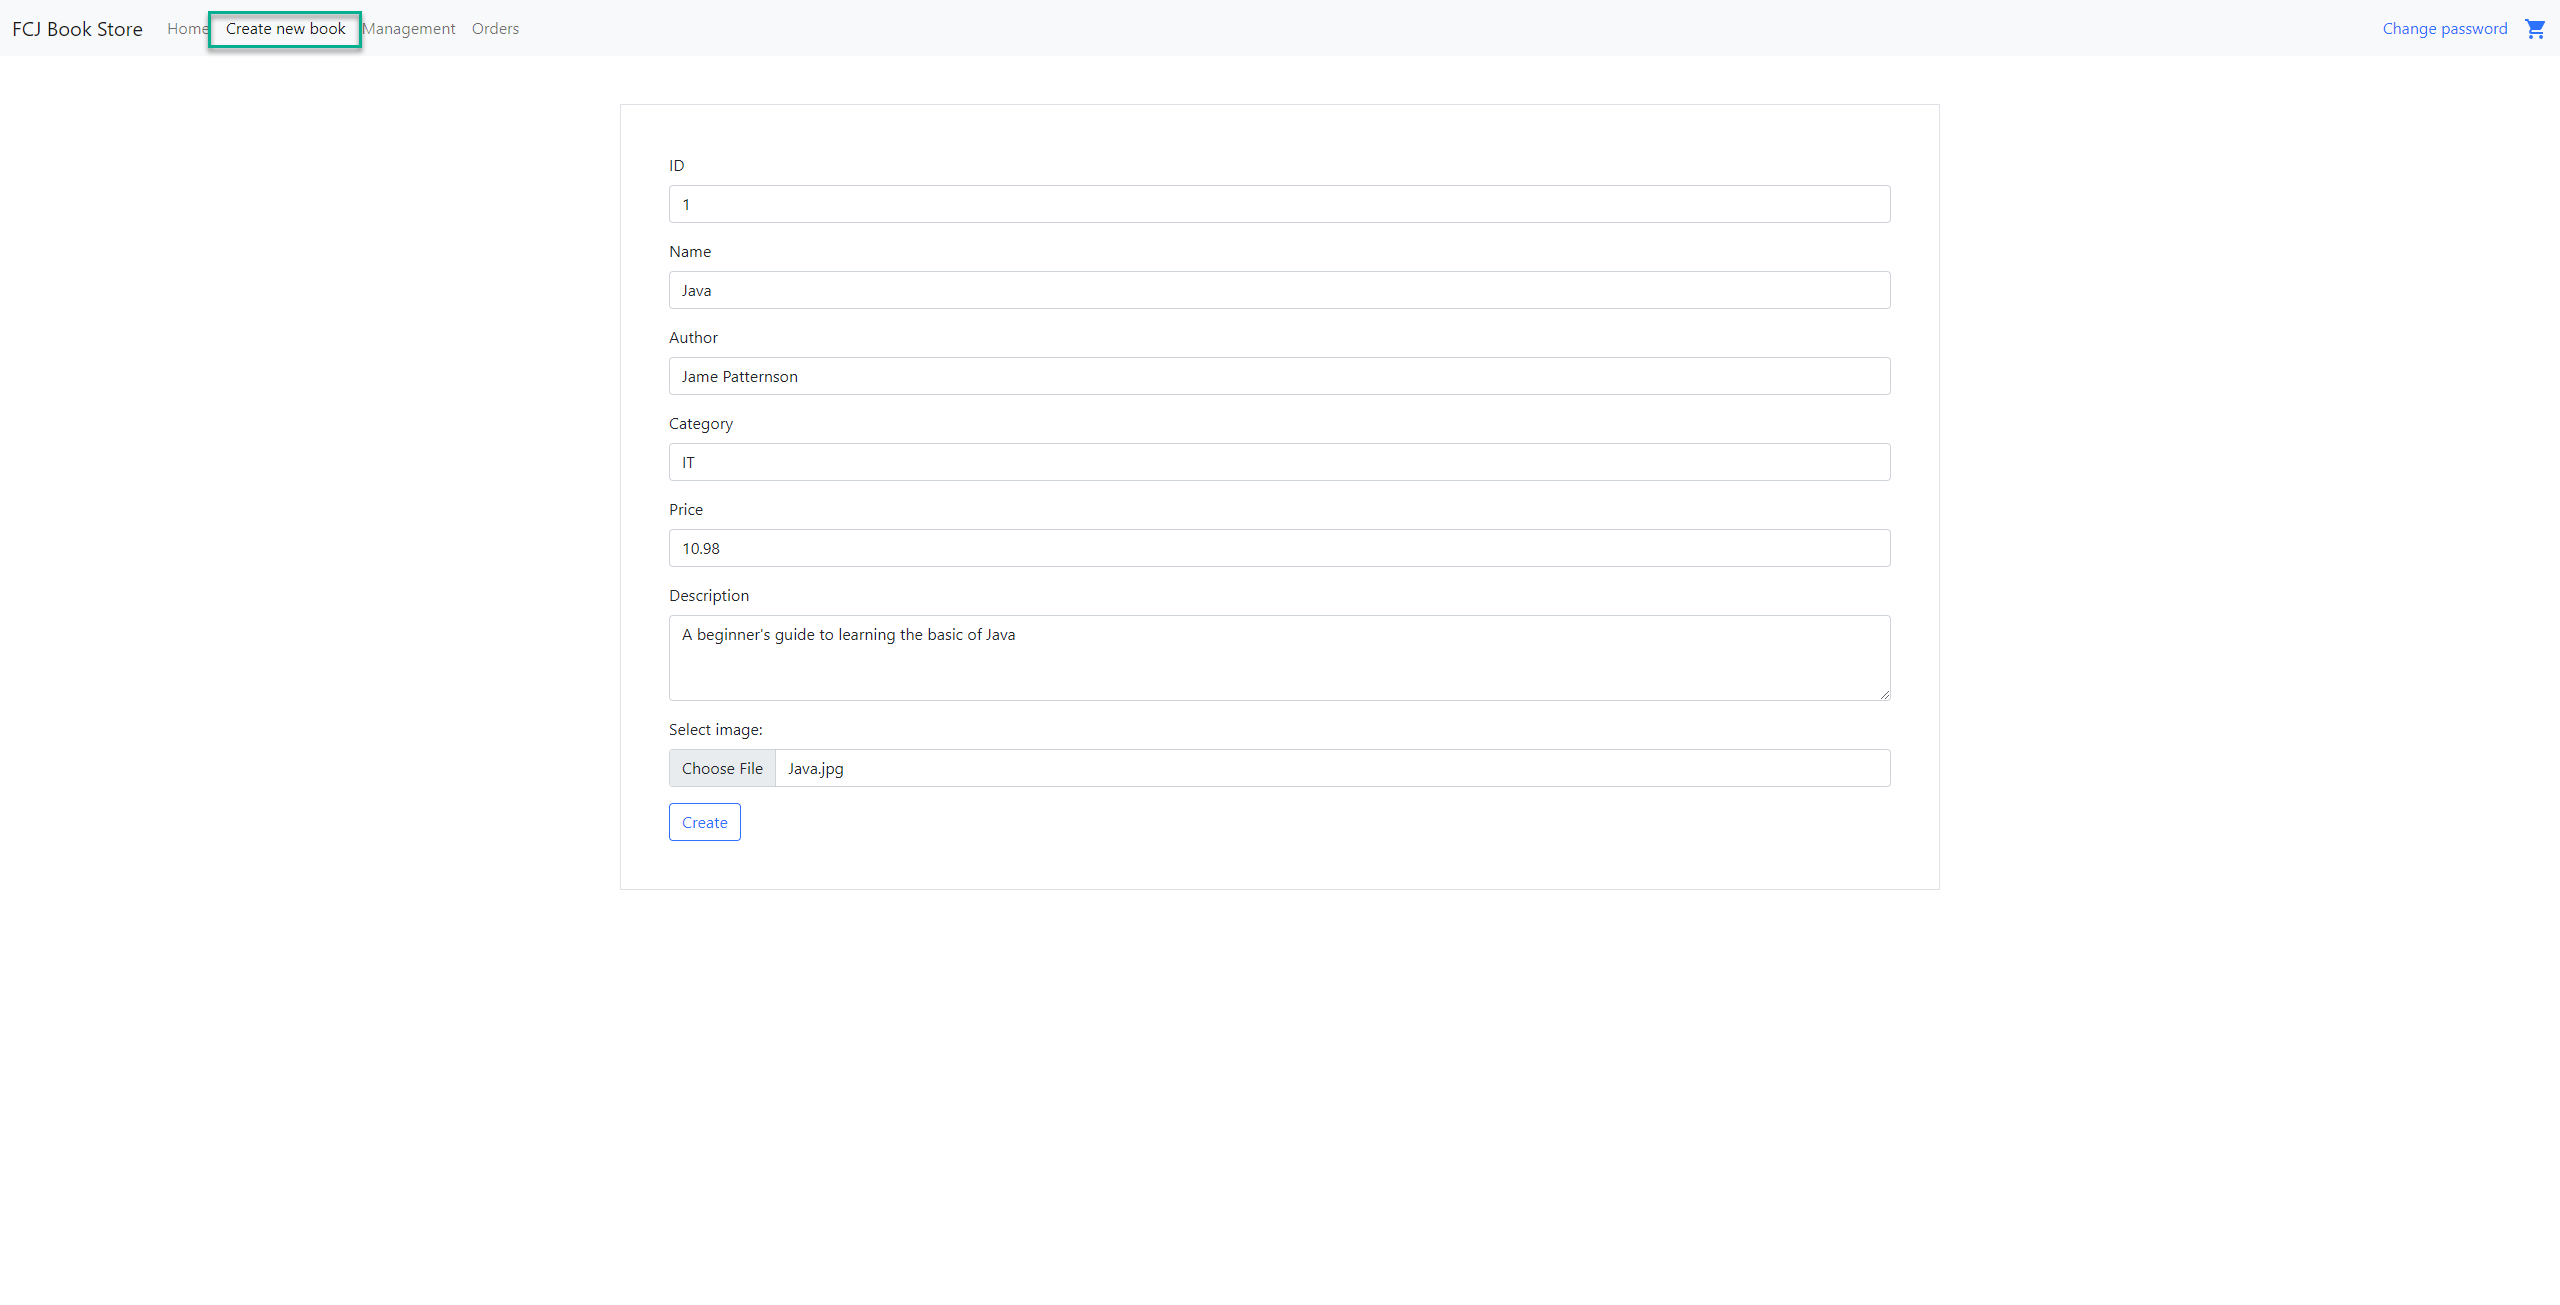 FCJ Book Store Home Create new book Management Orders Change password
ID
1
Name
Java
Author
Jame Patternson
Category
IT
Price
10.98
Description
A beginner's guide to learning the basic of Java
Select image:
Choose File Java.jpg
Create